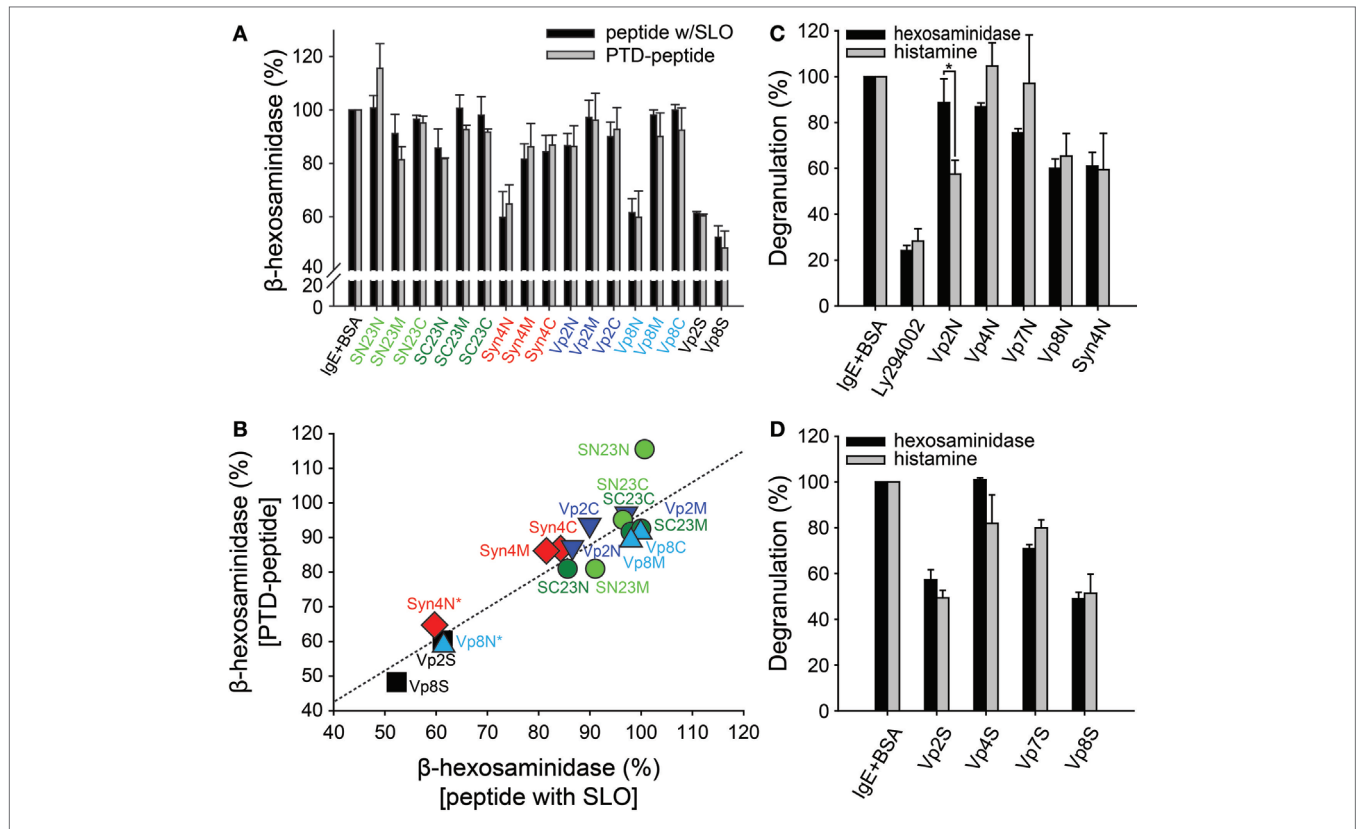 A
β-hexosaminidase (%)
120
100
80
60
40
20
0
peptide w/SLO
PTD-peptide
IgE+BSA
SN23N
SN23M
SN23C
SC23N
SC23M
SC23C
Syn4N
Syn4M
Syn4C
Vp2N
Vp2M
Vp2C
Vp8N
Vp8M
Vp8C
Vp2S
Vp8S
C
Degranulation (%)
120
100
80
60
40
20
0
hexosaminidase
histamine
*
IgE+BSA
Ly294002
Vp2N
Vp4N
Vp7N
Vp8N
Syn4N
B
β-hexosaminidase (%)
[PTD-peptide]
120
110
100
90
80
70
60
50
40
SN23N
SN23C
SC23C
Vp2C
Vp2M
Syn4C
SC23M
Syn4M
Vp2N
Vp8C
Vp8M
SC23N
SN23M
Syn4N*
Vp8N*
Vp2S
Vp8S
40 50 60 70 80 90 100 110 120
β-hexosaminidase (%)
[peptide with SLO]
D
Degranulation (%)
120
100
80
60
40
20
0
hexosaminidase
histamine
IgE+BSA
Vp2S
Vp4S
Vp7S
Vp8S